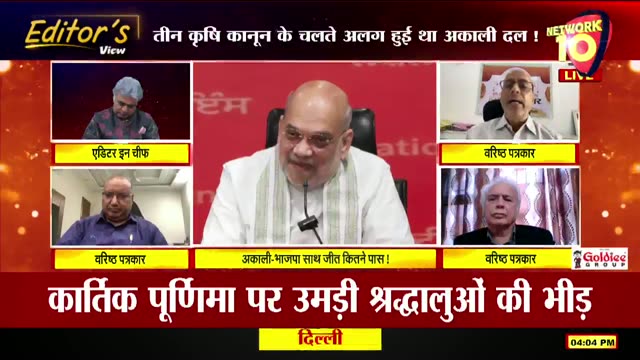 Editor's
View
तीन कृषि कानून के चलते अलग हुई था अकाली दल !
NETWORK
10
LIVE
एडिटर इन चीफ
वरिष्ठ पत्रकार
वरिष्ठ पत्रकार
अकाली-भाजपा साथ जीत कितने पास !
वरिष्ठ पत्रकार
Goldiee
GROUP
कार्तिक पूर्णिमा पर उमड़ी श्रद्धालुओं की भीड़
दिल्ली
04:04 PM